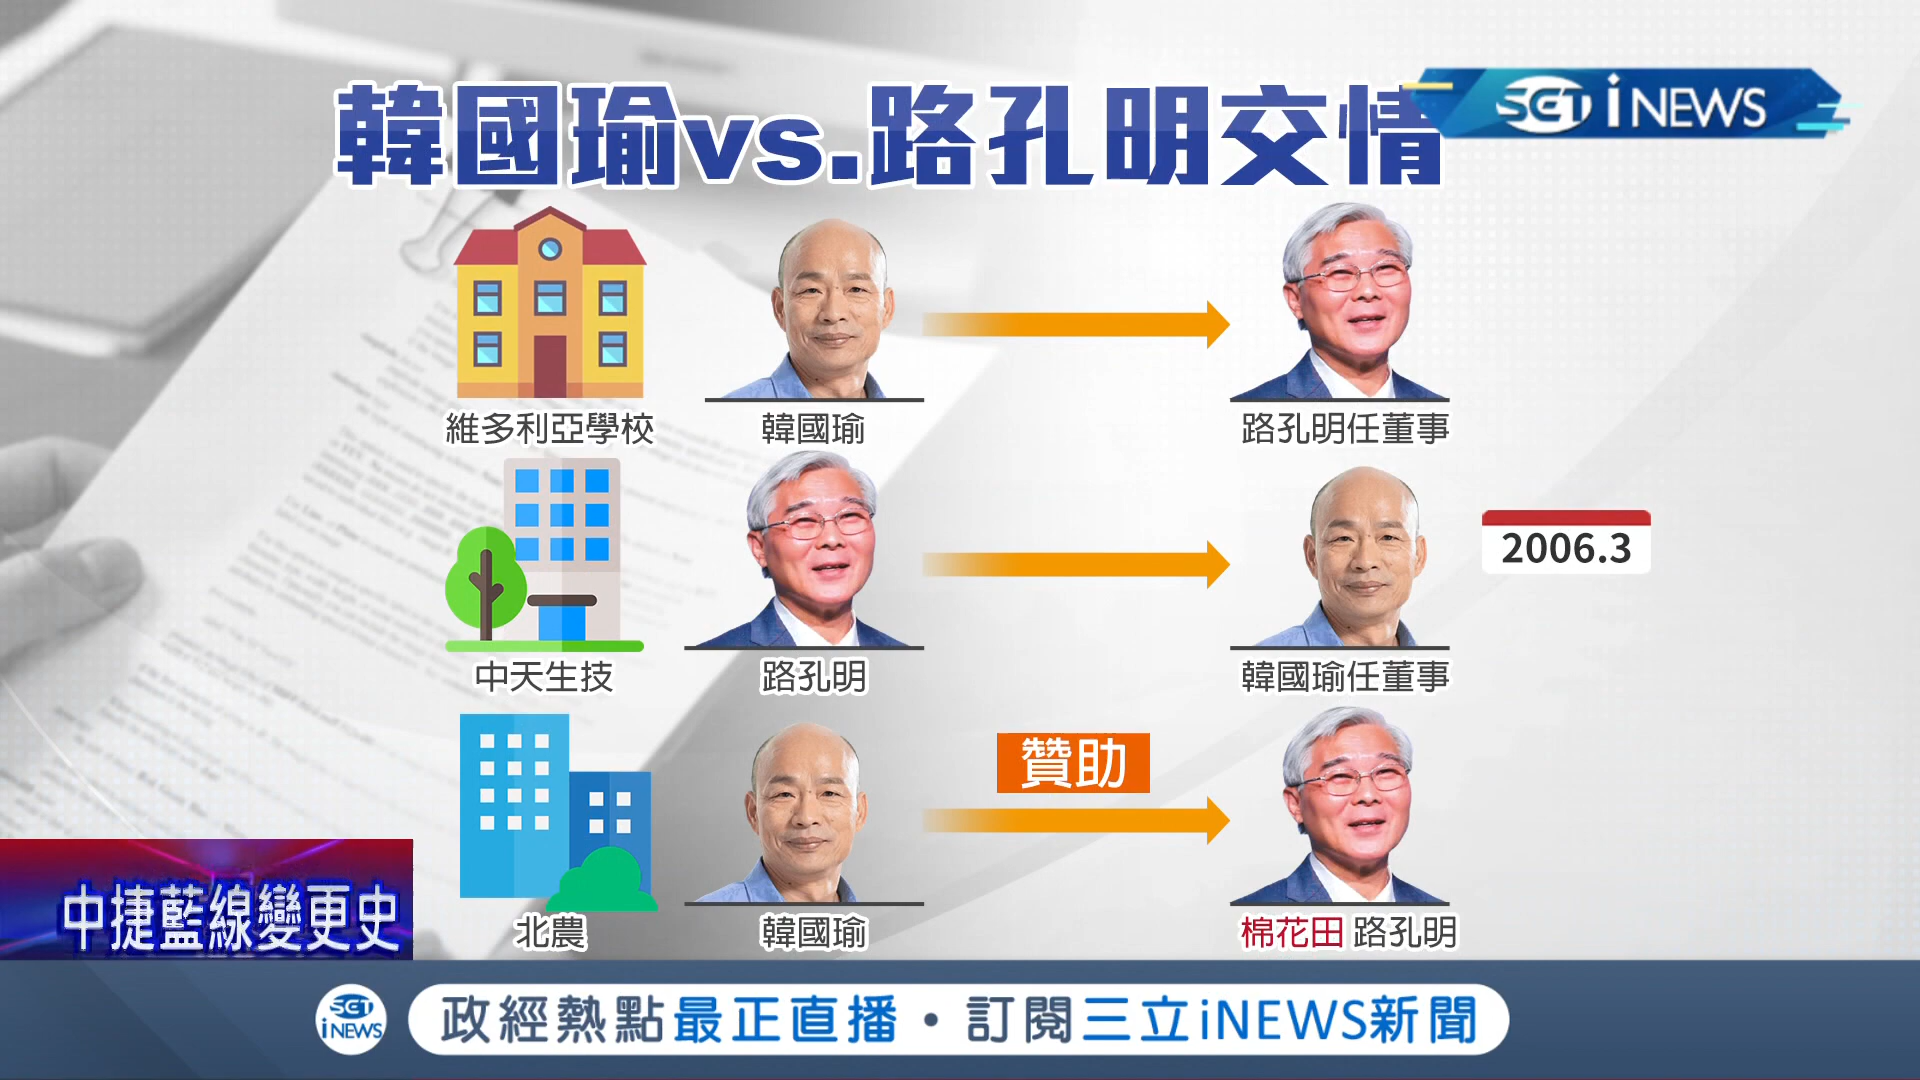 韓國瑜vs.路孔明交情
SET iNEWS
維多利亞學校
韓國瑜
路孔明任董事
2006.3
中天生技
路孔明
韓國瑜任董事
贊助
北農
韓國瑜
棉花田 路孔明
中捷藍線變更史
SET iNEWS
政經熱點最正直播・訂閱三立iNEWS新聞